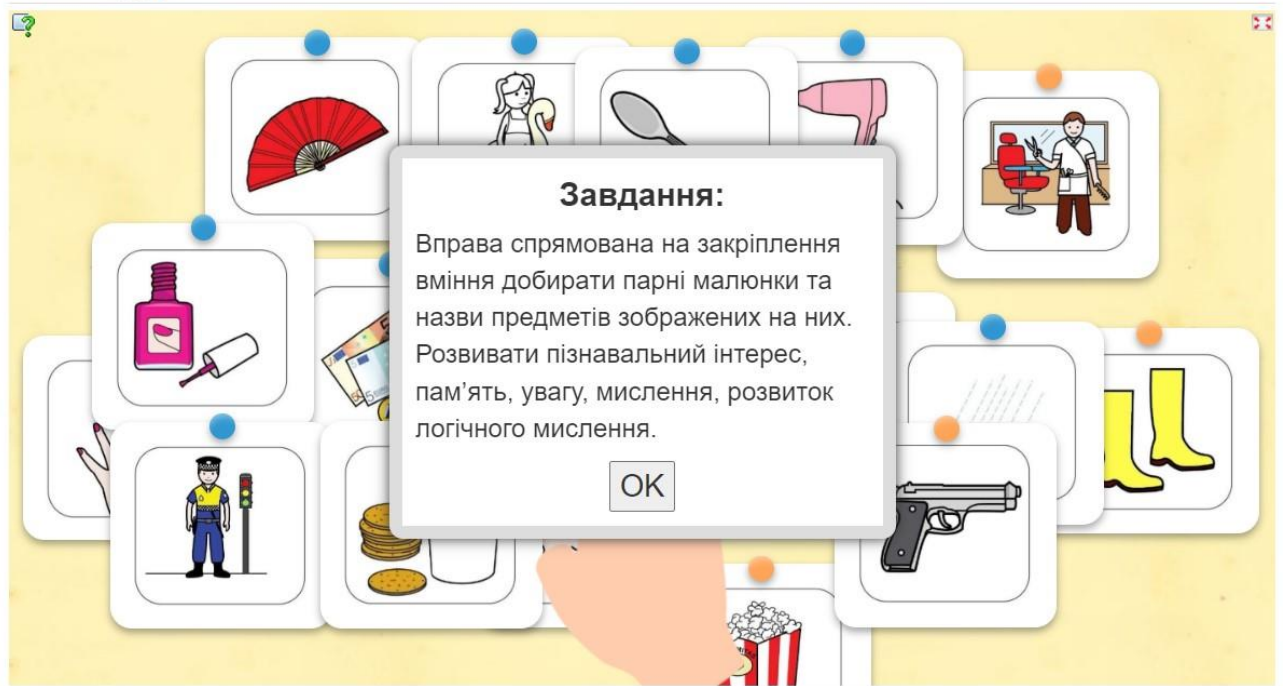 Завдання:
Вправа спрямована на закріплення
вміння добирати парні малюнки та
назви предметів зображених на них.
Розвивати пізнавальний інтерес,
пам’ять, увагу, мислення, розвиток
логічного мислення.
OK